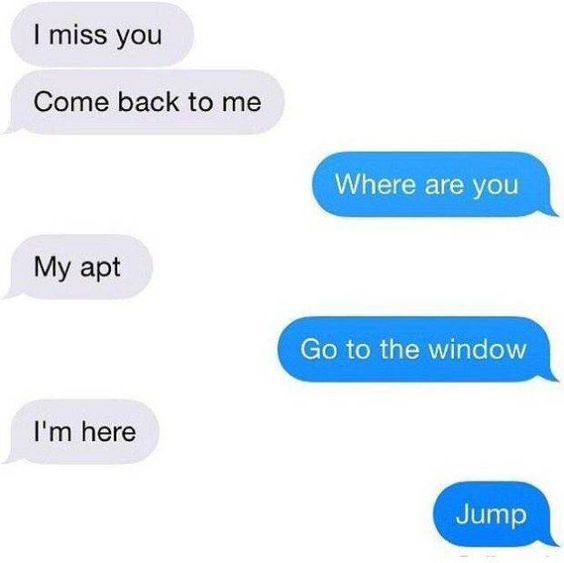 I miss you
Come back to me
Where are you
My apt
Go to the window
I'm here
Jump